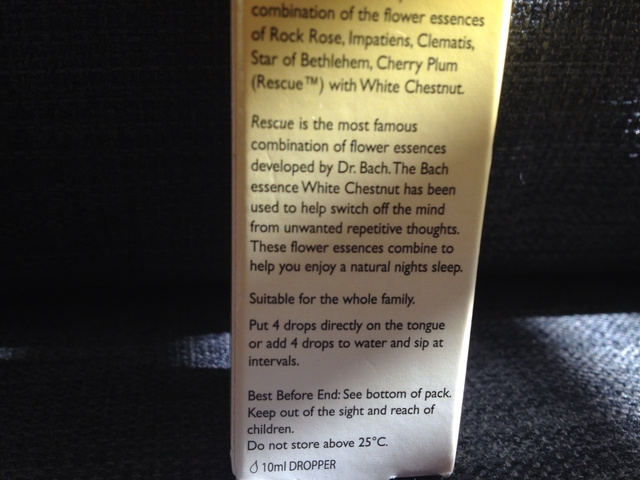 combination of the flower essences
of Rock Rose, Impatiens, Clematis,
Star of Bethlehem, Cherry Plum
(Rescue™) with White Chestnut.
Rescue is the most famous
combination of flower essences
developed by Dr. Bach. The Bach
essence White Chestnut has been
used to help switch off the mind
from unwanted repetitive thoughts.
These flower essences combine to
help you enjoy a natural nights sleep.
Suitable for the whole family.
Put 4 drops directly on the tongue
or add 4 drops to water and sip at
intervals.
Best Before End: See bottom of pack.
Keep out of the sight and reach of
children.
Do not store above 25°C.
10ml DROPPER